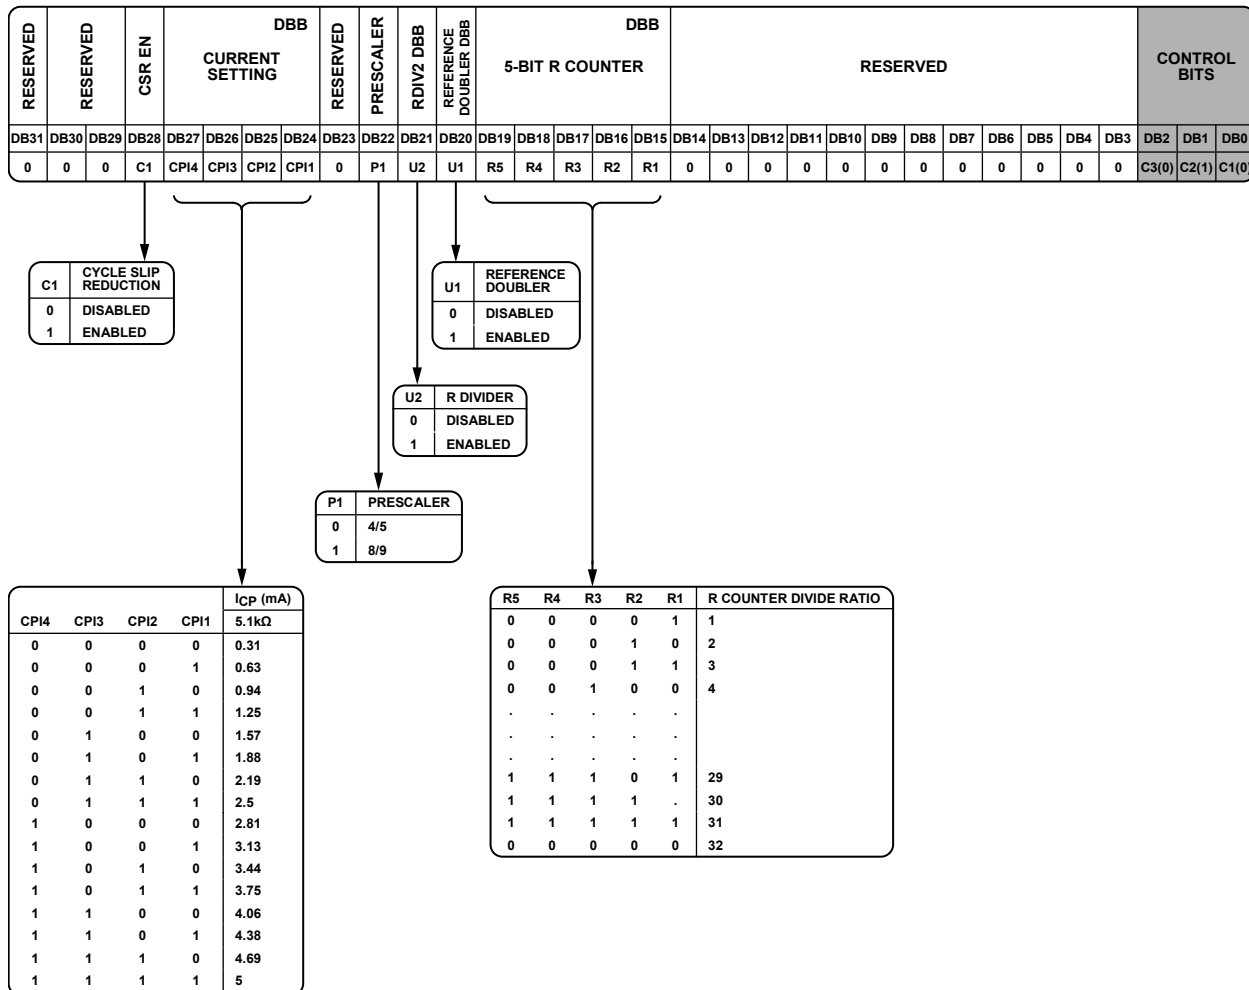 RESERVED
RESERVED
CSR EN
DBB
CURRENT
SETTING
RESERVED
PRESCALER
RDIV2 DBB
REFERENCE
DOUBLER DBB
DBB
5-BIT R COUNTER
RESERVED
CONTROL
BITS
DB31 DB30 DB29 DB28 DB27 DB26 DB25 DB24 DB23 DB22 DB21 DB20 DB19 DB18 DB17 DB16 DB15 DB14 DB13 DB12 DB11 DB10 DB9 DB8 DB7 DB6 DB5 DB4 DB3 DB2 DB1 DB0
0 0 0 C1 CPI4 CPI3 CPI2 CPI1 0 P1 U2 U1 R5 R4 R3 R2 R1 0 0 0 0 0 0 0 0 0 0 0 0 C3(0) C2(1) C1(0)
C1 CYCLE SLIP
REDUCTION
0 DISABLED
1 ENABLED
U1 REFERENCE
DOUBLER
0 DISABLED
1 ENABLED
U2 R DIVIDER
0 DISABLED
1 ENABLED
P1 PRESCALER
0 4/5
1 8/9
ICP (mA)
CPI4 CPI3 CPI2 CPI1 5.1kΩ
0 0 0 0 0.31
0 0 0 1 0.63
0 0 1 0 0.94
0 0 1 1 1.25
0 1 0 0 1.57
0 1 0 1 1.88
0 1 1 0 2.19
0 1 1 1 2.5
1 0 0 0 2.81
1 0 0 1 3.13
1 0 1 0 3.44
1 0 1 1 3.75
1 1 0 0 4.06
1 1 0 1 4.38
1 1 1 0 4.69
1 1 1 1 5
R5 R4 R3 R2 R1 R COUNTER DIVIDE RATIO
0 0 0 0 1 1
0 0 0 1 0 2
0 0 0 1 1 3
0 0 1 0 0 4
. . . . .
. . . . .
. . . . .
1 1 1 0 1 29
1 1 1 1 . 30
1 1 1 1 1 31
0 0 0 0 0 32